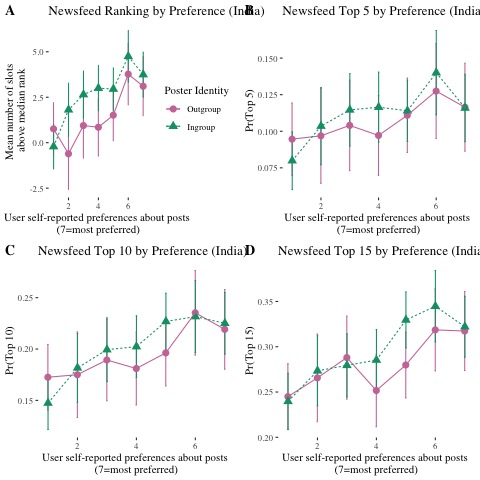 A
Newsfeed Ranking by Preference (India)
Mean number of slots
above median rank
5.0
2.5
0.0
-2.5
2
4
6
User self-reported preferences about posts
(7=most preferred)
Poster Identity
Outgroup
Ingroup
B
Newsfeed Top 5 by Preference (India
Pr(Top 5)
0.150
0.125
0.100
0.075
2
4
6
User self-reported preferences about posts
(7=most preferred)
C
Newsfeed Top 10 by Preference (India)
Pr(Top 10)
0.25
0.15
2
4
6
User self-reported preferences about posts
(7=most preferred)
D
Newsfeed Top 15 by Preference (India
Pr(Top 15)
0.35
0.30
0.25
0.20
2
4
6
User self-reported preferences about posts
(7=most preferred)